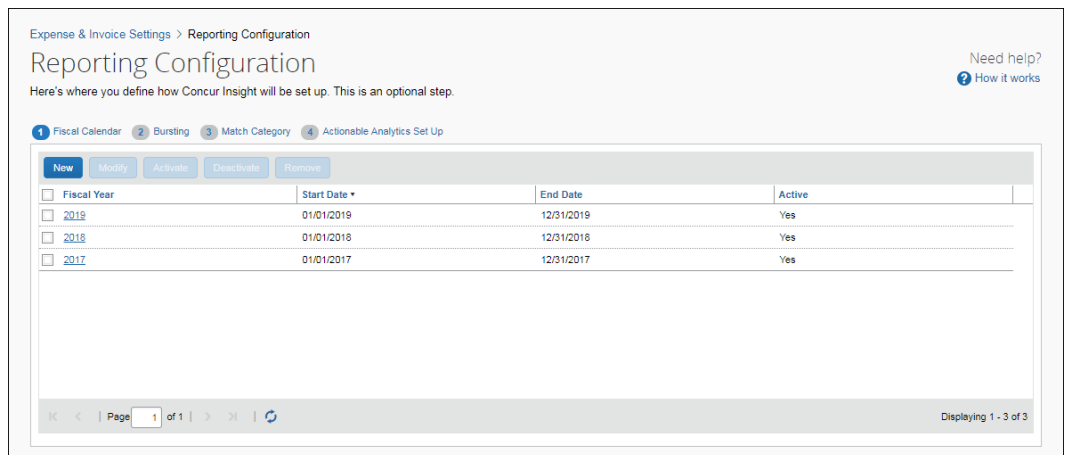 Expense & Invoice Settings > Reporting Configuration
Reporting Configuration
Need help?
? How it works
Here's where you define how Concur Insight will be set up. This is an optional step.
1 Fiscal Calendar 2 Bursting 3 Match Category 4 Actionable Analytics Set Up
New Modify Activate Deactivate Remove
Fiscal Year Start Date End Date Active
2019 01/01/2019 12/31/2019 Yes
2018 01/01/2018 12/31/2018 Yes
2017 01/01/2017 12/31/2017 Yes
Page 1 of 1 Displaying 1 - 3 of 3